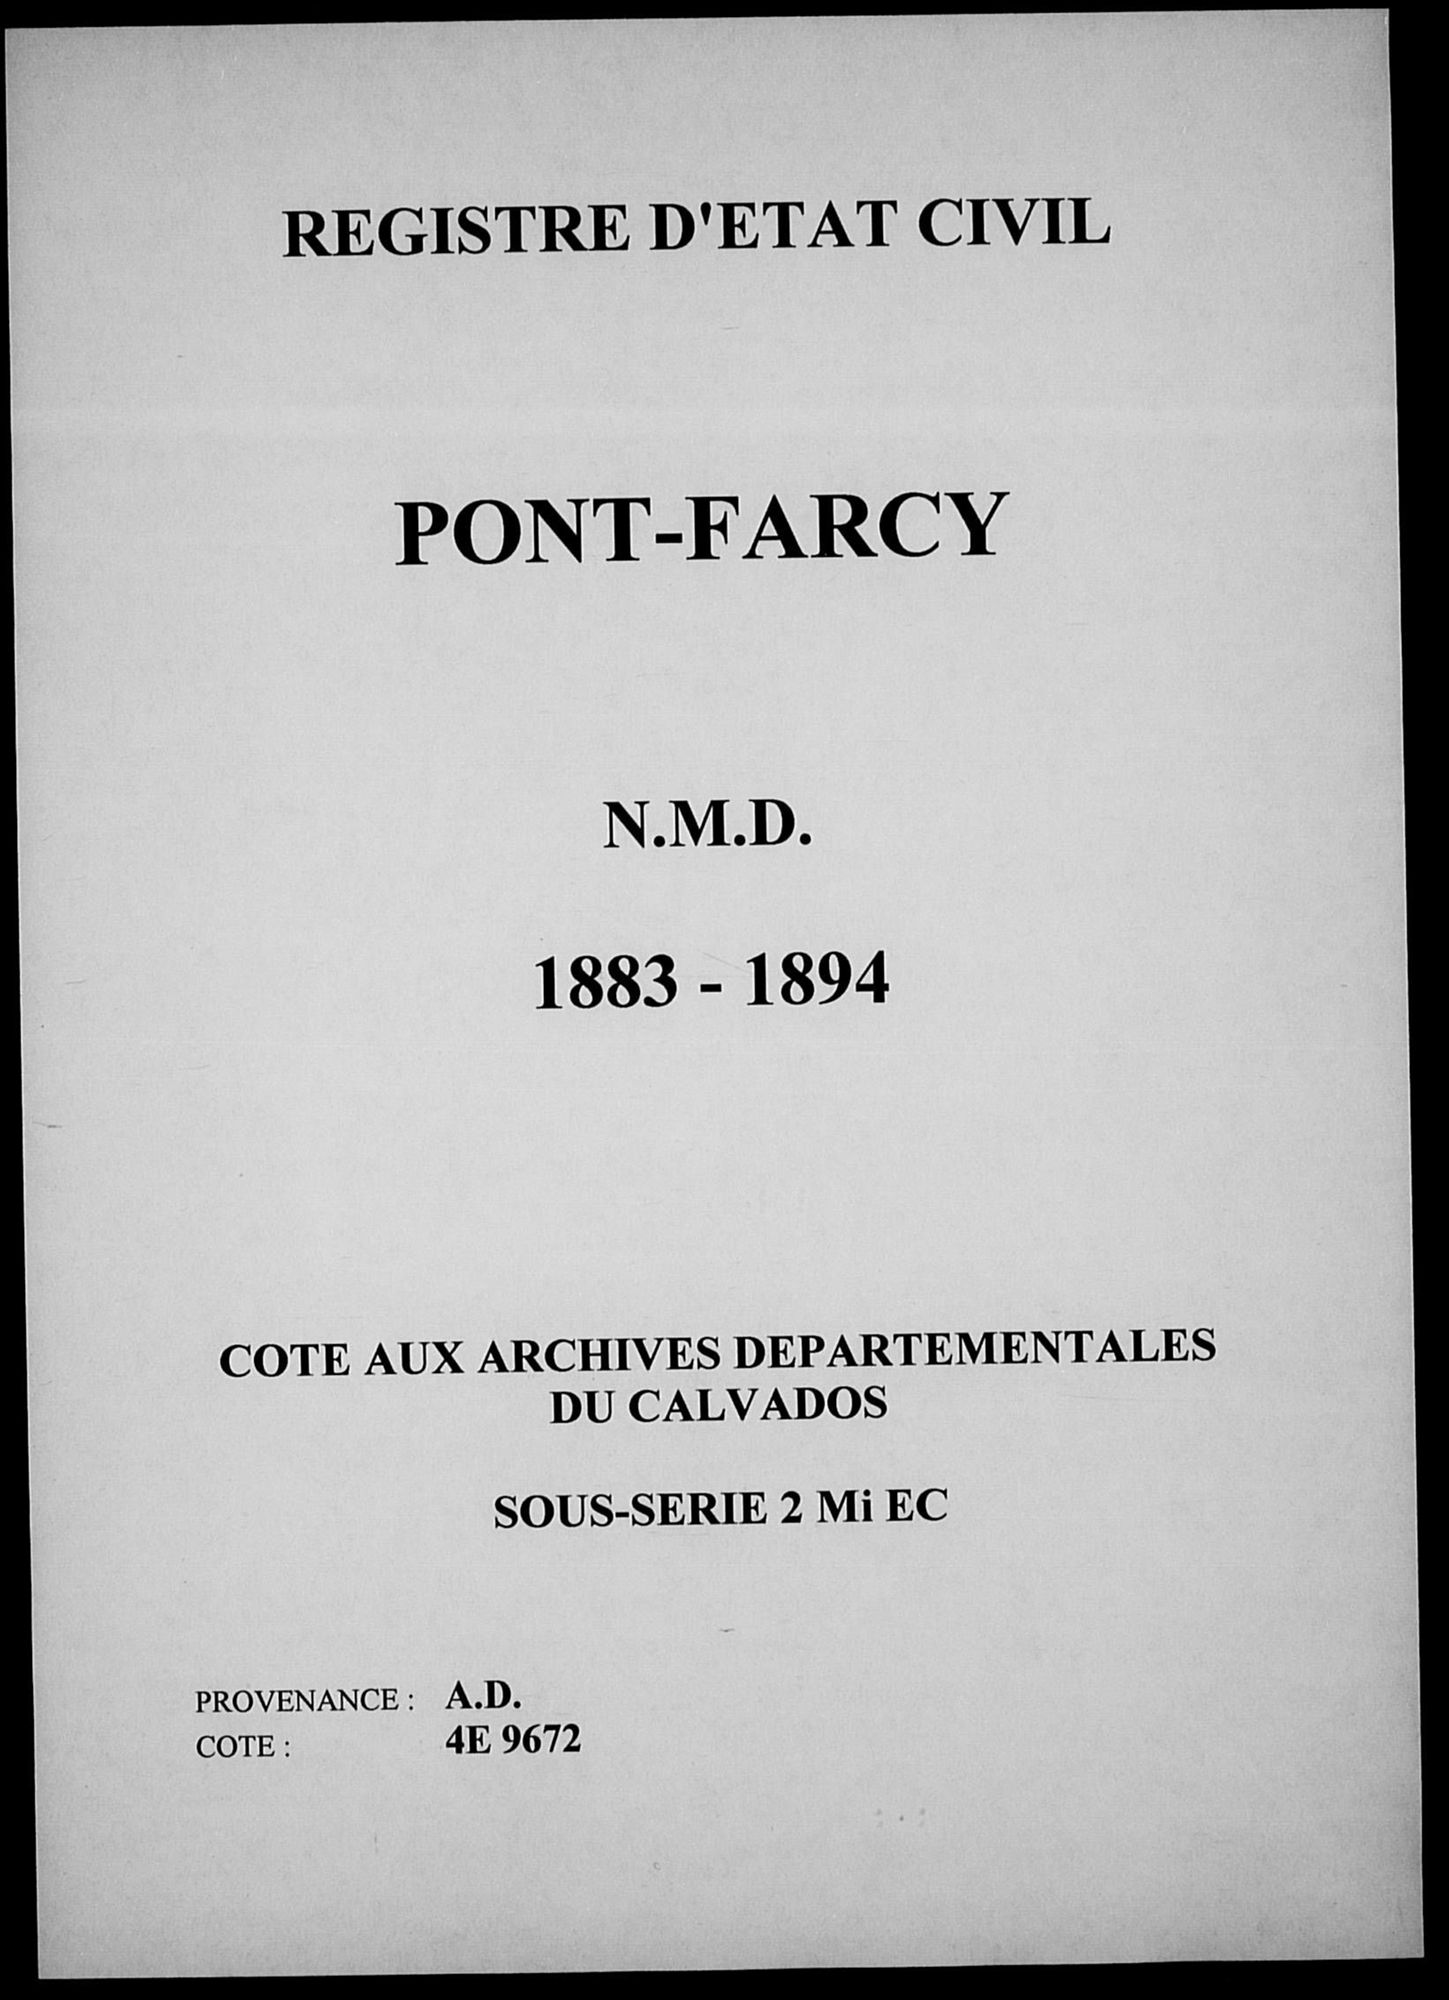 REGISTRE D'ETAT CIVIL
PONT-FARCY
N.M.D.
1883 - 1894
COTE AUX ARCHIVES DEPARTEMENTALES
DU CALVADOS
SOUS-SERIE 2 Mi EC
PROVENANCE : A.D.
COTE : 4E 9672